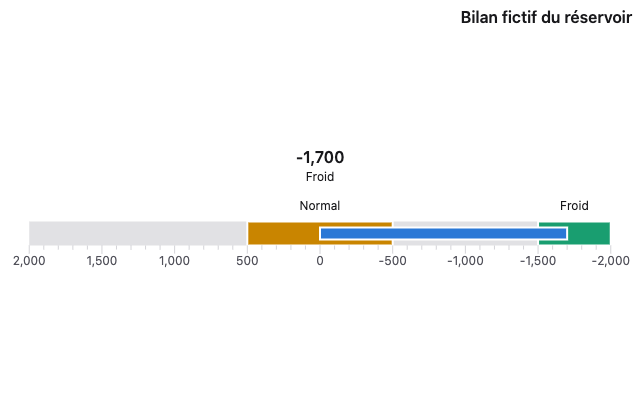 Bilan fictif du réservoir
-1,700
Froid
Normal Froid
2,000 1,500 1,000 500 0 -500 -1,000 -1,500 -2,000